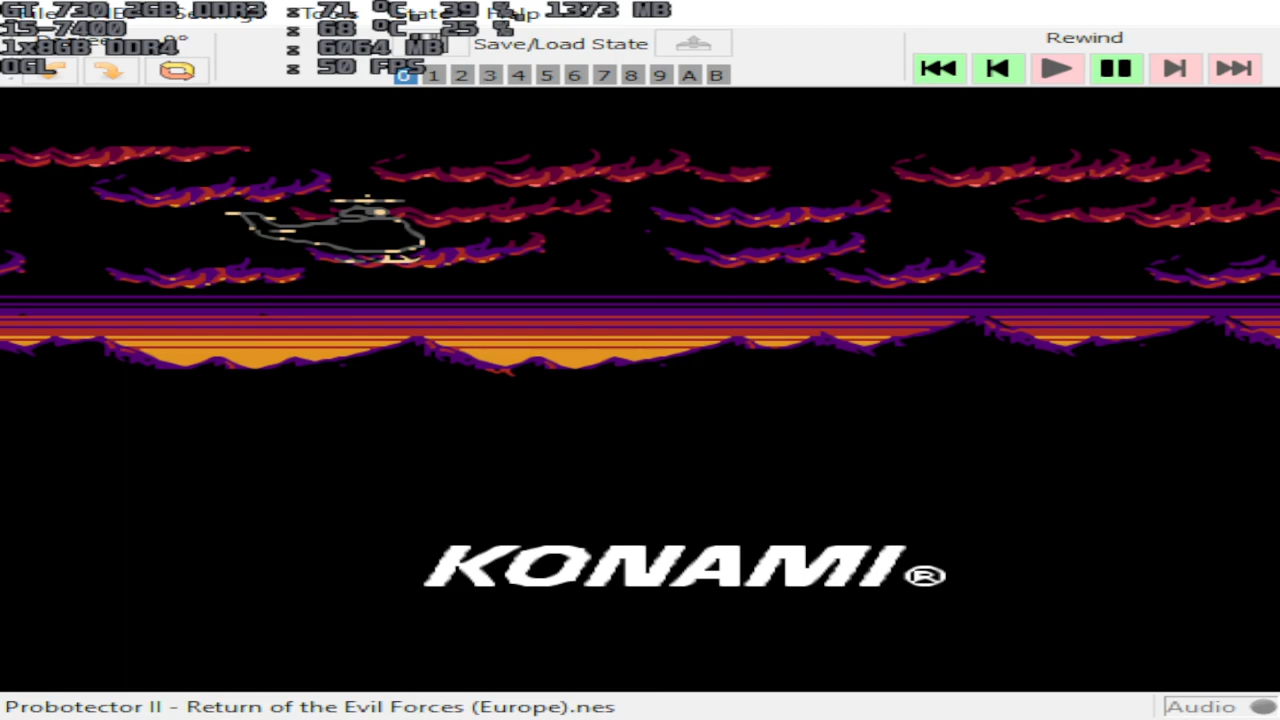 GT 730 2GB DDR3 : 71 °C, 39 %, 1373 MB
i5-7400 : 68 °C, 25 %
1x8GB DDR4 : 6064 MB
OGL : 50 FPS
Help
Save/Load State
0 1 2 3 4 5 6 7 8 9 A B
Rewind
KONAMI®
Probotector II - Return of the Evil Forces (Europe).nes
Audio